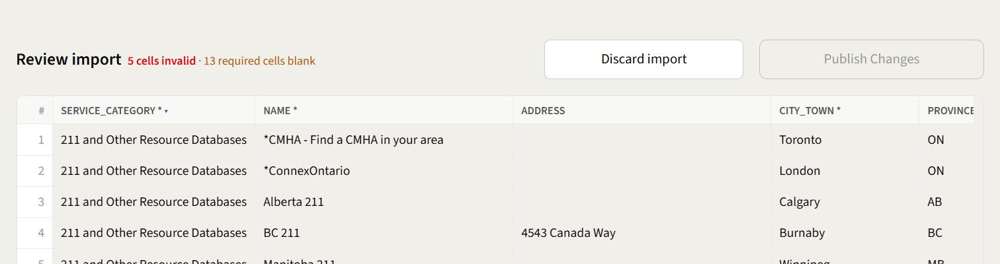 Review import 5 cells invalid · 13 required cells blank Discard import Publish Changes
# SERVICE_CATEGORY * ▾ NAME * ADDRESS CITY_TOWN * PROVINCE
1 211 and Other Resource Databases *CMHA - Find a CMHA in your area Toronto ON
2 211 and Other Resource Databases *ConnexOntario London ON
3 211 and Other Resource Databases Alberta 211 Calgary AB
4 211 and Other Resource Databases BC 211 4543 Canada Way Burnaby BC
5 211 and Other Resource Databases Manitoba 211 Winnipeg MB